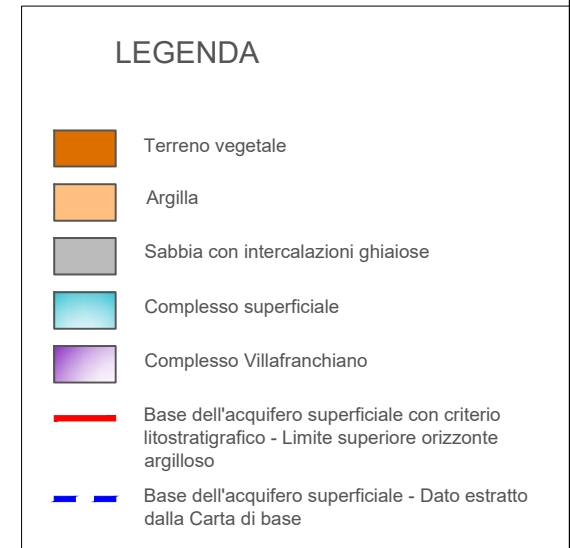 LEGENDA
Terreno vegetale
Argilla
Sabbia con intercalazioni ghiaiose
Complesso superficiale
Complesso Villafranchiano
Base dell'acquifero superficiale con criterio
litostratigrafico - Limite superiore orizzonte
argilloso
Base dell'acquifero superficiale - Dato estratto
dalla Carta di base